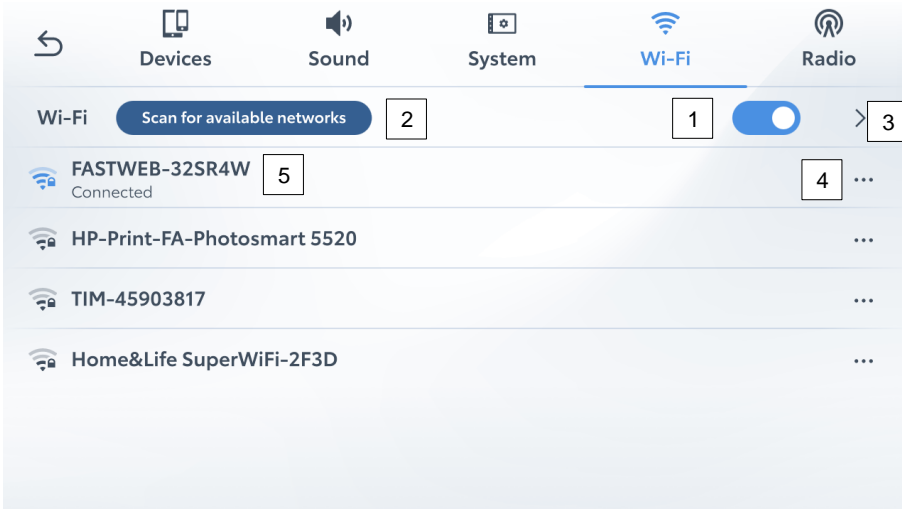 Devices
Sound
System
Wi-Fi
Radio
Wi-Fi
Scan for available networks
2
1
3
FASTWEB-32SR4W
5
4
Connected
HP-Print-FA-Photosmart 5520
TIM-45903817
Home&Life SuperWiFi-2F3D